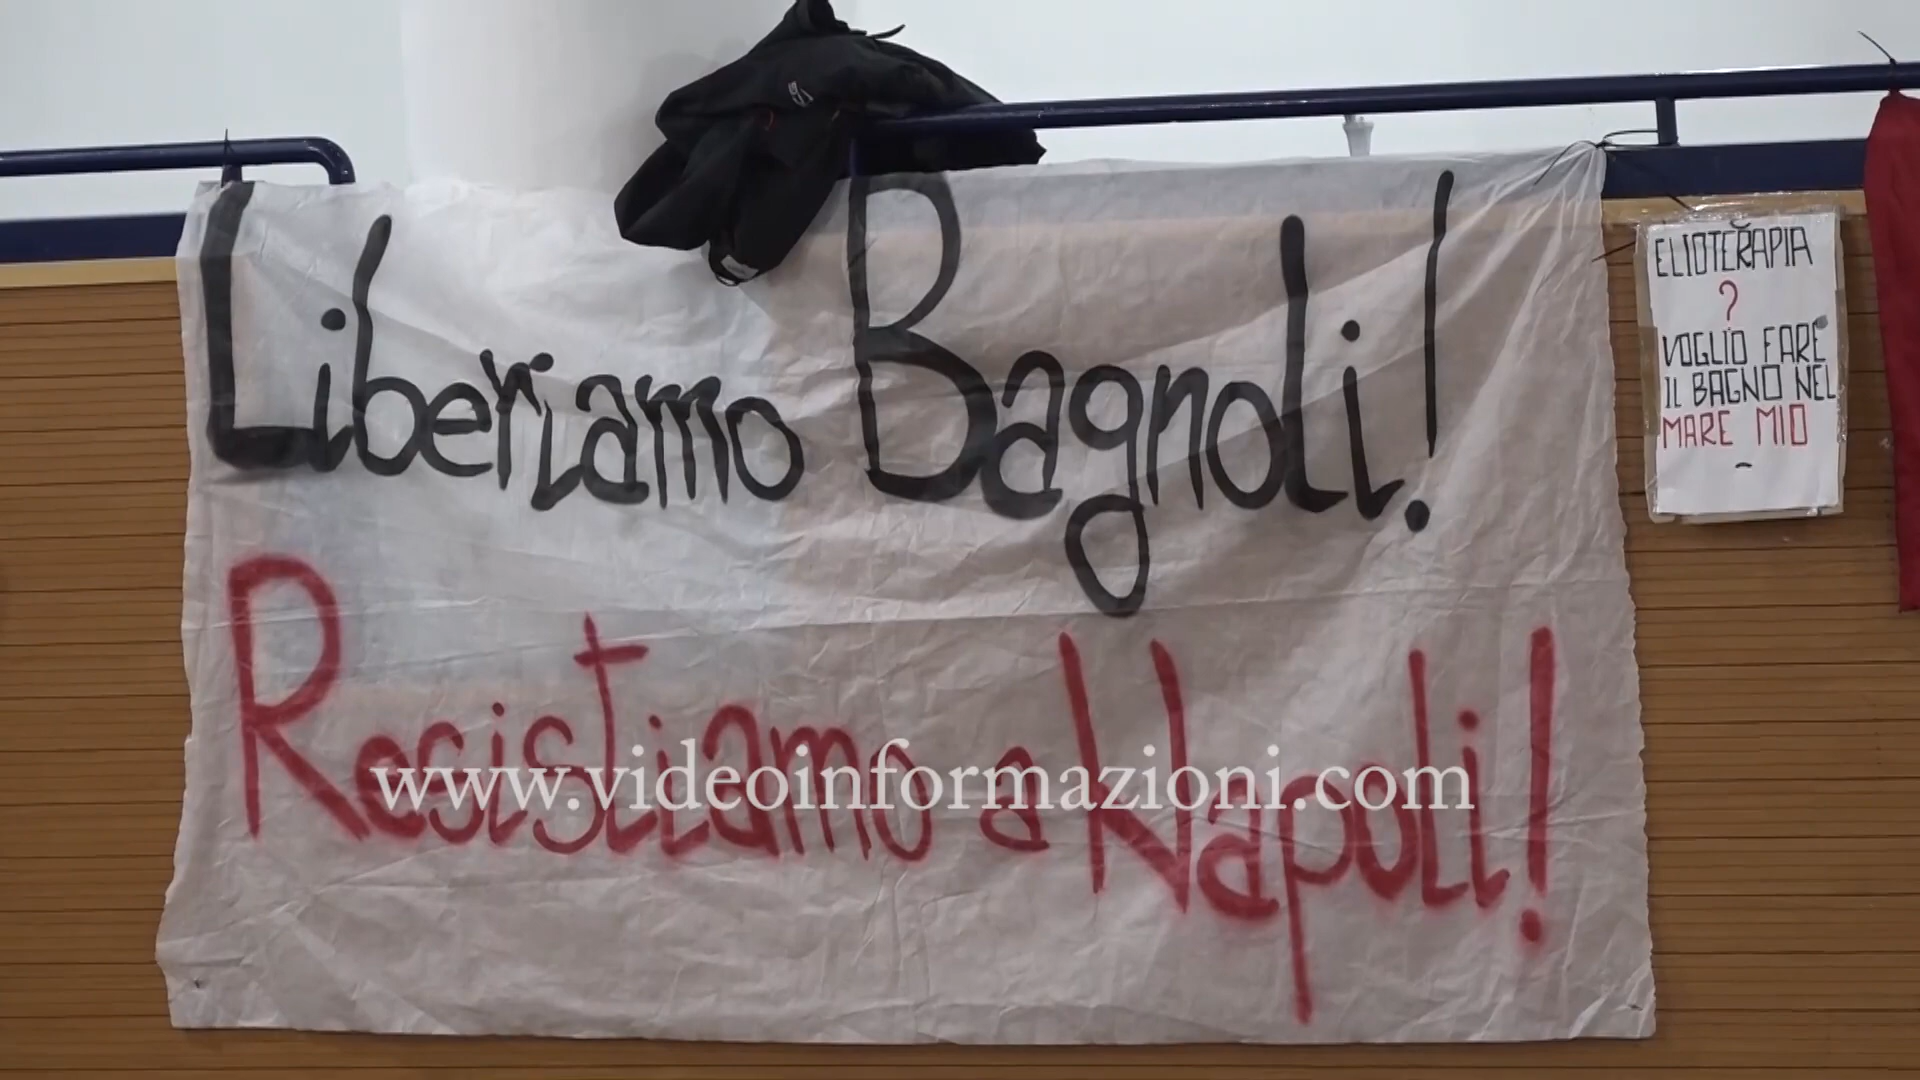 Liberiamo Bagnoli!
Resistiamo a Napoli!
www.videoinformazioni.com
ELIOTERAPIA
?
VOGLIO FARE
IL BAGNO NEL
MARE MIO